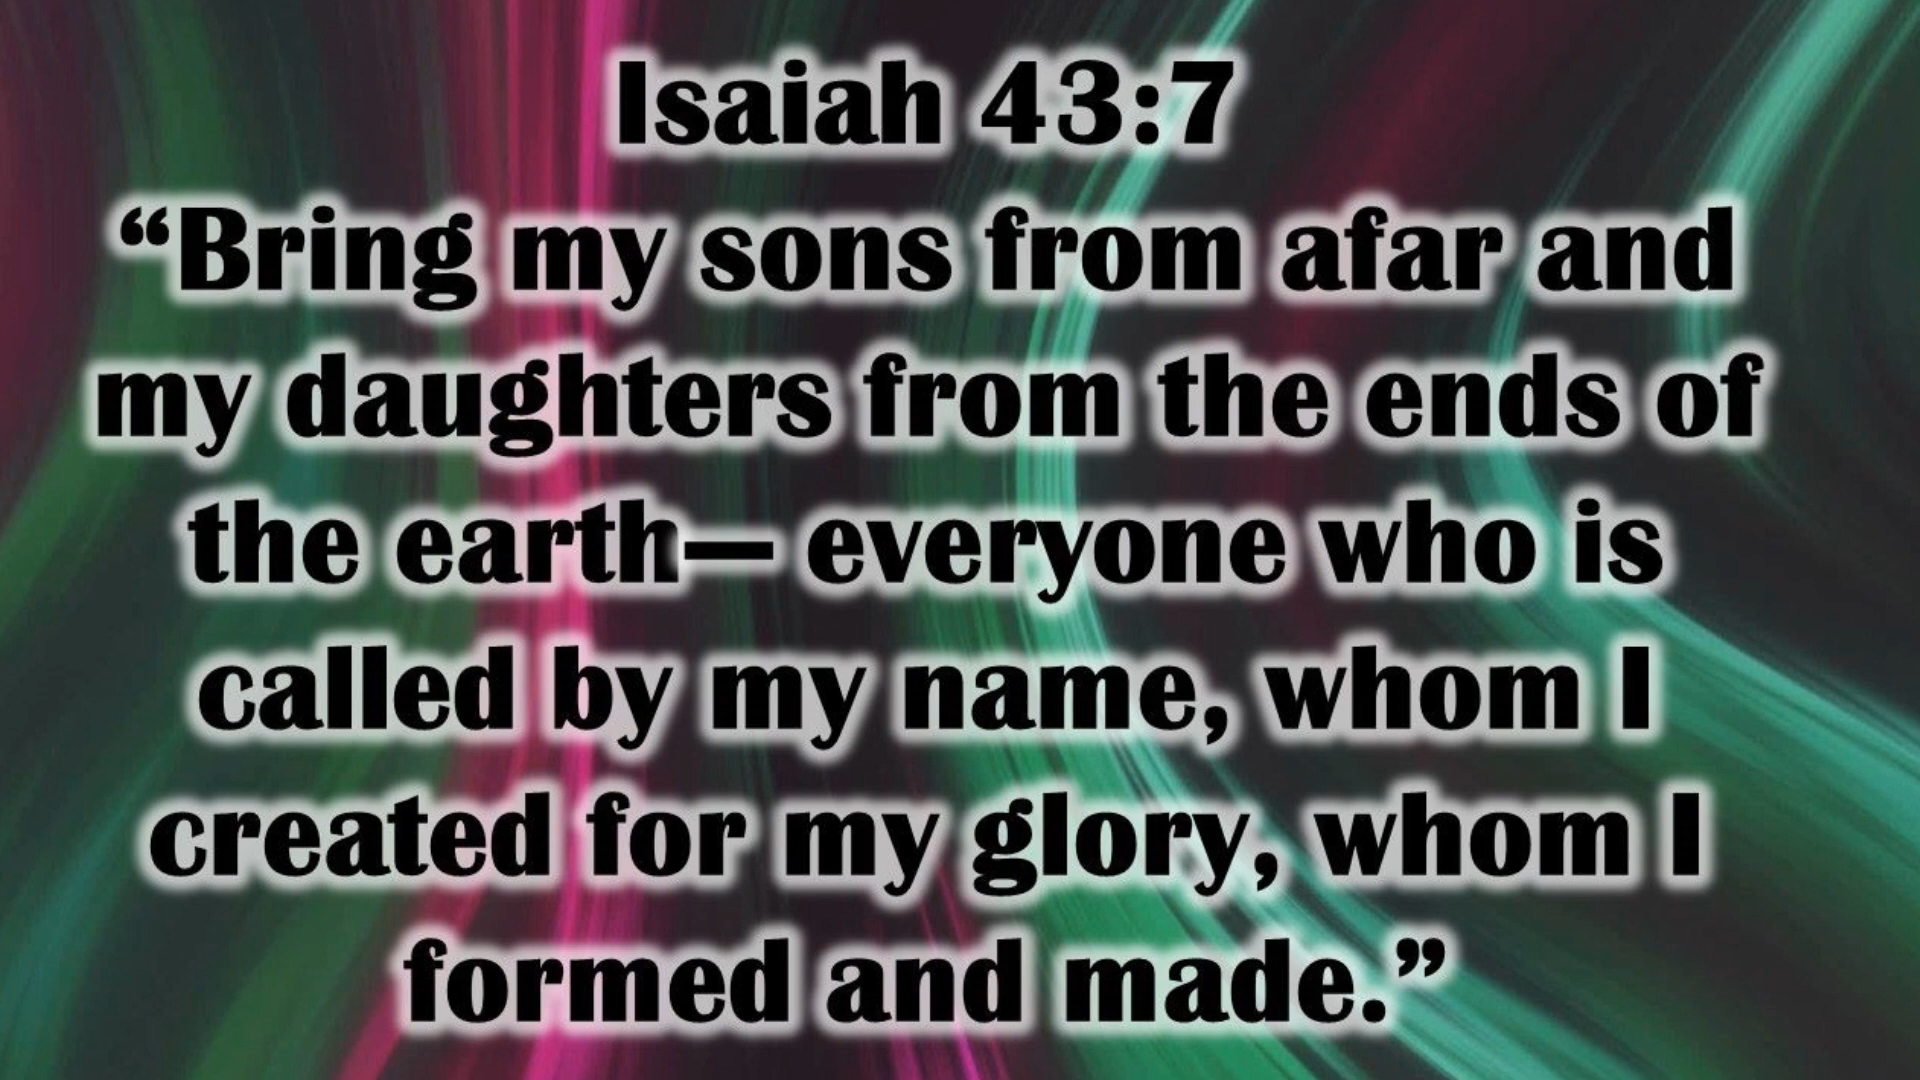 Isaiah 43:7
“Bring my sons from afar and
my daughters from the ends of
the earth— everyone who is
called by my name, whom I
created for my glory, whom I
formed and made.”